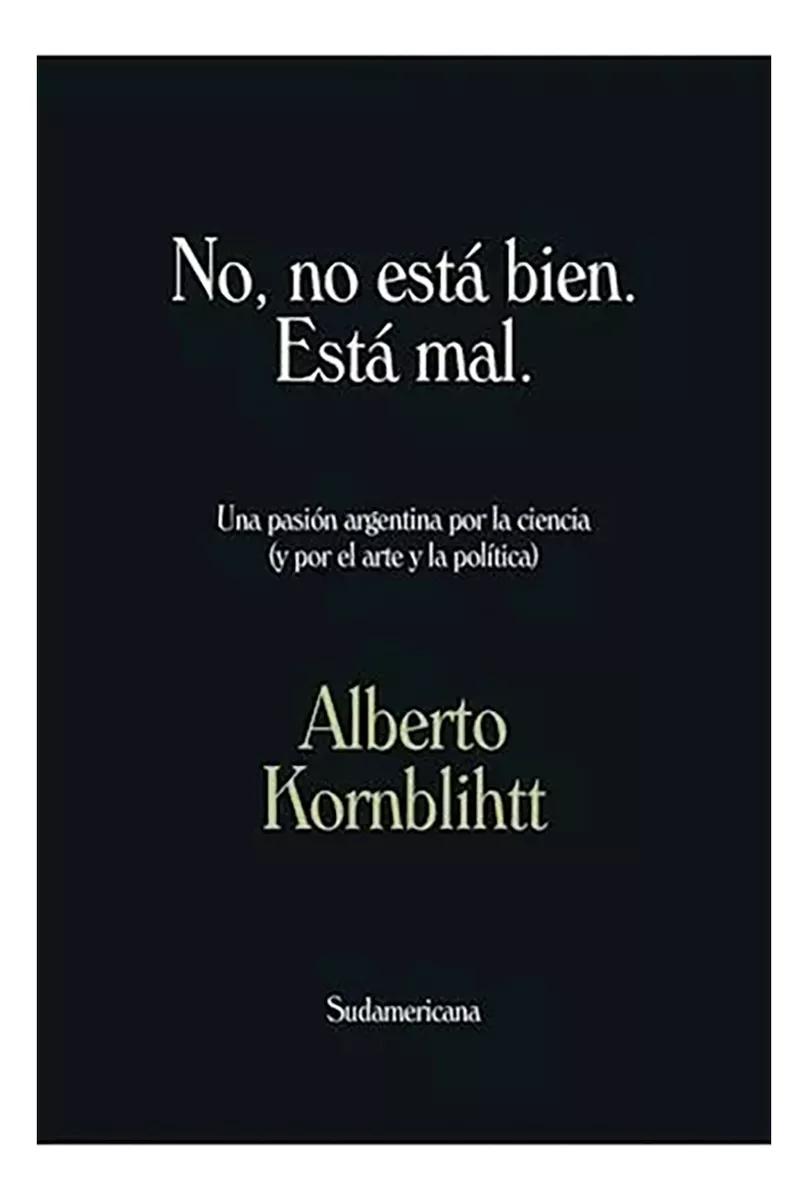 No, no está bien.
Está mal.
Una pasión argentina por la ciencia
(y por el arte y la política)
Alberto
Kornblihtt
Sudamericana